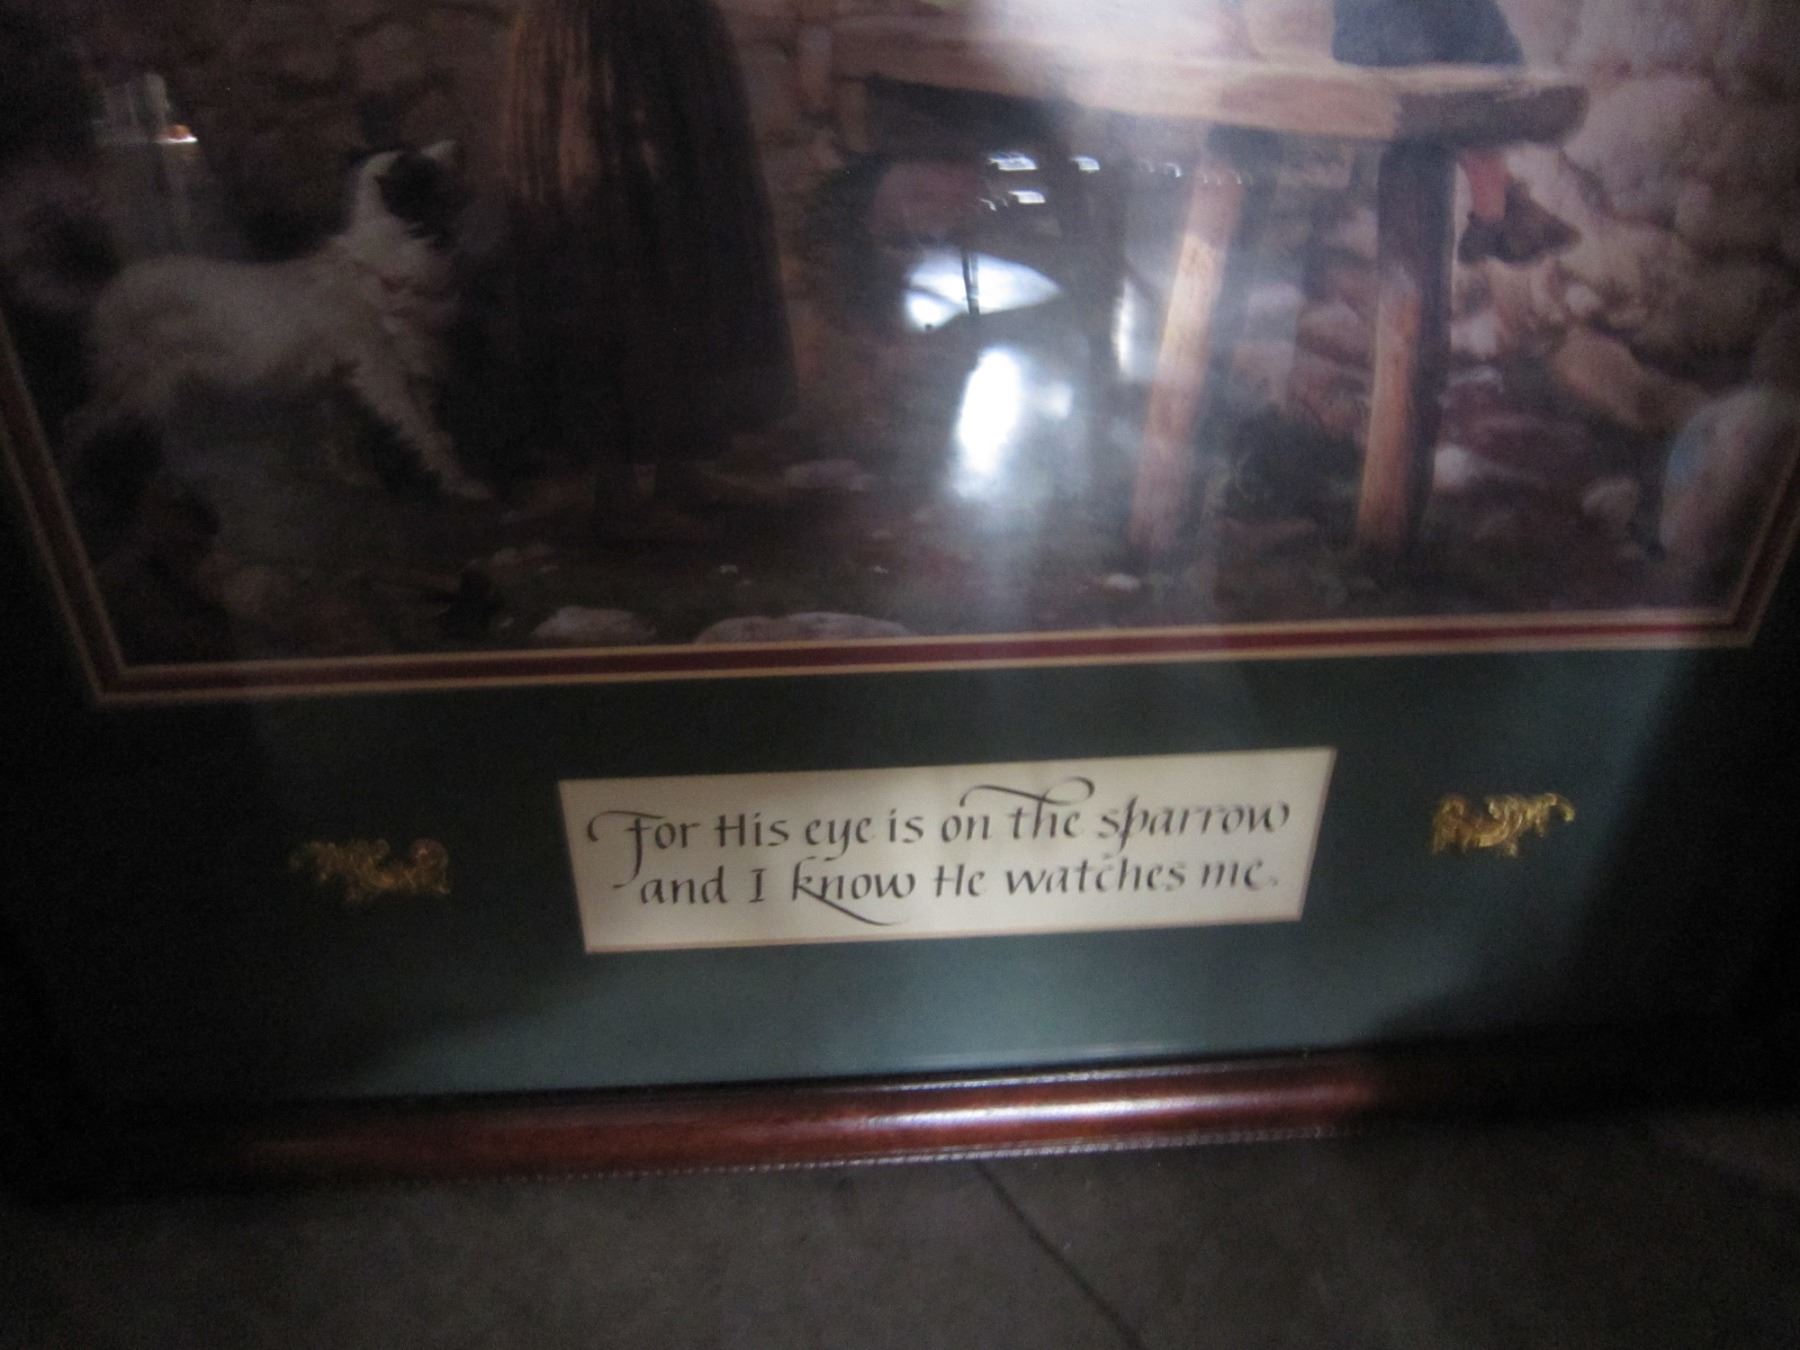 For His eye is on the sparrow
and I know He watches me.